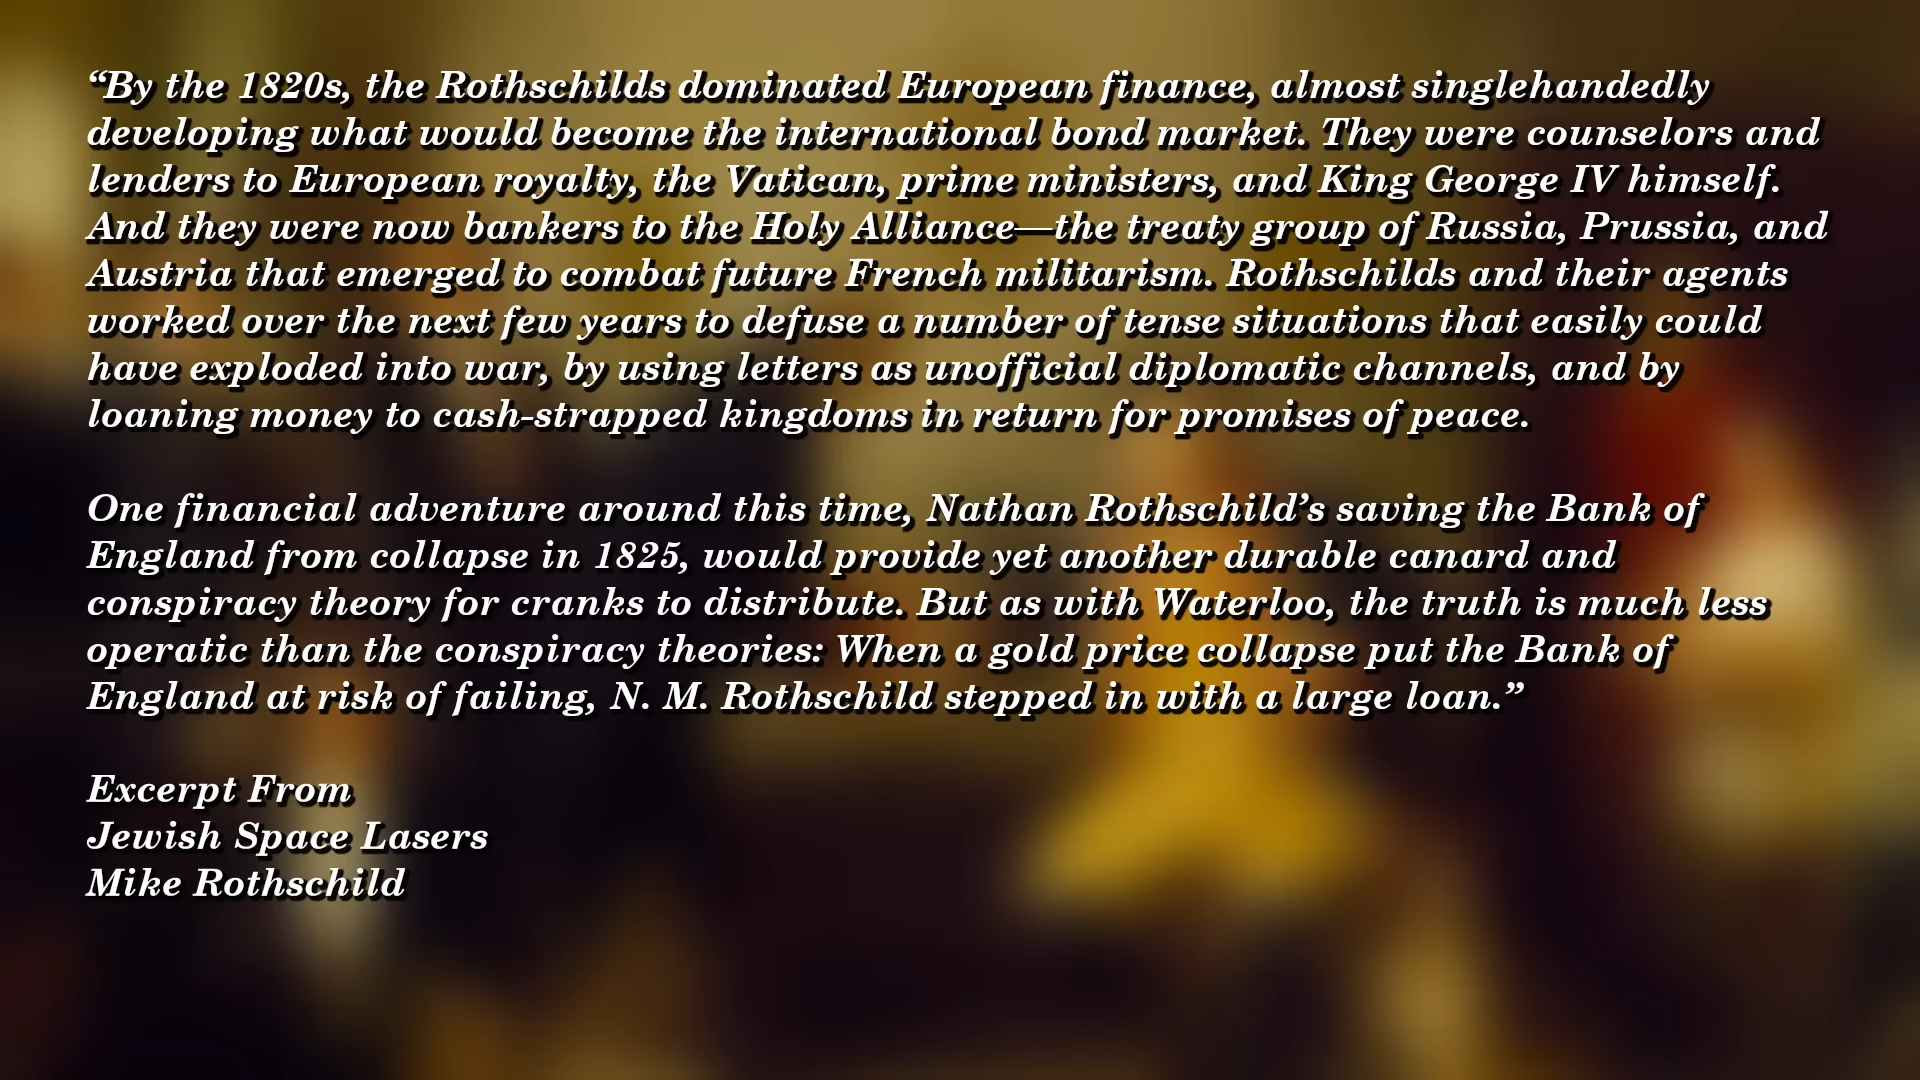 “By the 1820s, the Rothschilds dominated European finance, almost singlehandedly
developing what would become the international bond market. They were counselors and
lenders to European royalty, the Vatican, prime ministers, and King George IV himself.
And they were now bankers to the Holy Alliance—the treaty group of Russia, Prussia, and
Austria that emerged to combat future French militarism. Rothschilds and their agents
worked over the next few years to defuse a number of tense situations that easily could
have exploded into war, by using letters as unofficial diplomatic channels, and by
loaning money to cash-strapped kingdoms in return for promises of peace.
One financial adventure around this time, Nathan Rothschild’s saving the Bank of
England from collapse in 1825, would provide yet another durable canard and
conspiracy theory for cranks to distribute. But as with Waterloo, the truth is much less
operatic than the conspiracy theories: When a gold price collapse put the Bank of
England at risk of failing, N. M. Rothschild stepped in with a large loan.”
Excerpt From
Jewish Space Lasers
Mike Rothschild